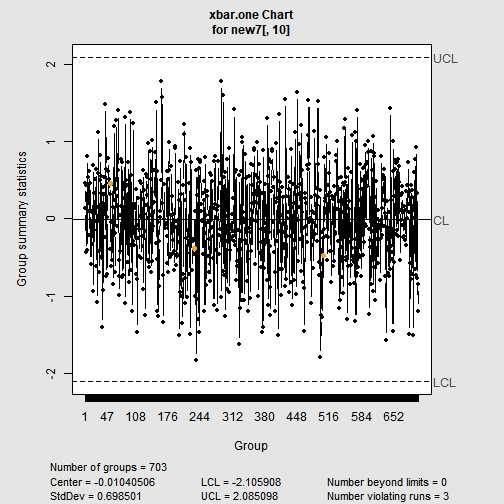 xbar.one Chart
for new7[, 10]
UCL
CL
LCL
Group summary statistics
2
1
0
-1
-2
1 47 108 176 244 312 380 448 516 584 652
Group
Number of groups = 703
Center = -0.01040506 LCL = -2.105908 Number beyond limits = 0
StdDev = 0.698501 UCL = 2.085098 Number violating runs = 3